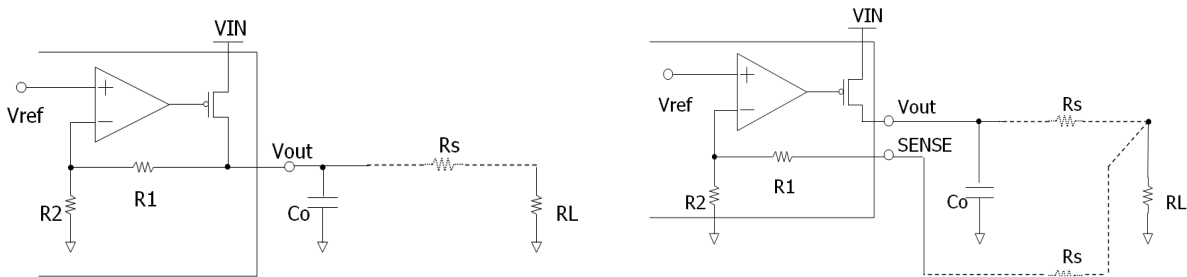 VIN
+
Vref
−
Vout
Rs
R1
R2
Co
RL
VIN
+
Vref
−
Vout
Rs
SENSE
R1
R2
Co
RL
Rs